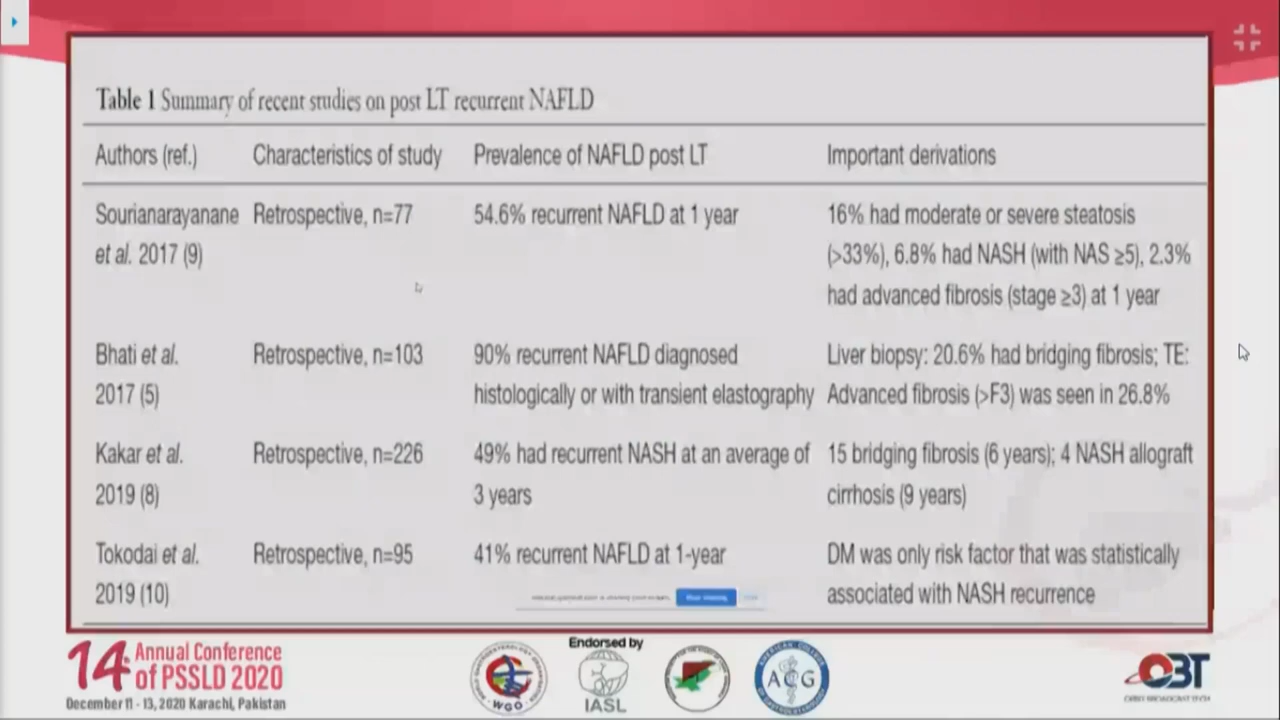 Table 1 Summary of recent studies on post LT recurrent NAFLD
Authors (ref.) Characteristics of study Prevalence of NAFLD post LT Important derivations
Sourianarayanane Retrospective, n=77 54.6% recurrent NAFLD at 1 year 16% had moderate or severe steatosis
et al. 2017 (9) (>33%), 6.8% had NASH (with NAS ≥5), 2.3%
had advanced fibrosis (stage ≥3) at 1 year
Bhati et al. Retrospective, n=103 90% recurrent NAFLD diagnosed Liver biopsy: 20.6% had bridging fibrosis; TE:
2017 (5) histologically or with transient elastography Advanced fibrosis (>F3) was seen in 26.8%
Kakar et al. Retrospective, n=226 49% had recurrent NASH at an average of 15 bridging fibrosis (6 years); 4 NASH allograft
2019 (8) 3 years cirrhosis (9 years)
Tokodai et al. Retrospective, n=95 41% recurrent NAFLD at 1-year DM was only risk factor that was statistically
2019 (10) associated with NASH recurrence
14th Annual Conference
of PSSLD 2020
December 11 - 13, 2020 Karachi, Pakistan
WGO
Endorsed by
IASL
AMERICAN COLLEGE
ACG
OBT
ORBIT BROADCAST TECH